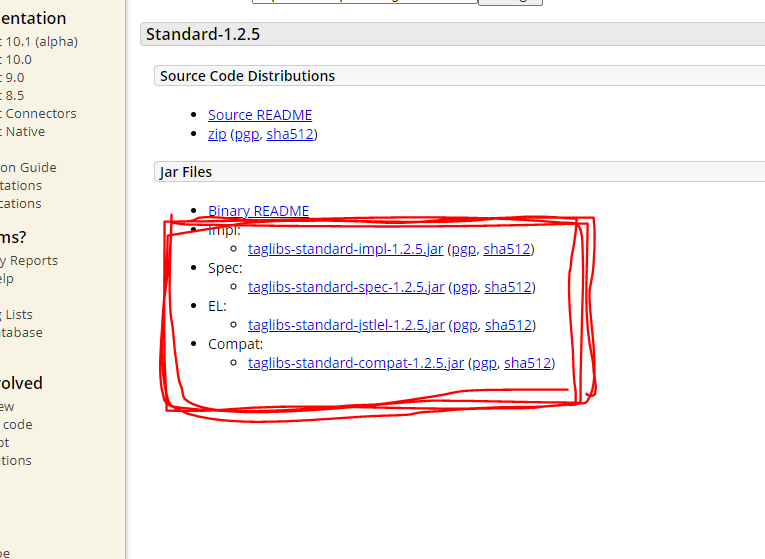 entation
t 10.1 (alpha)
t 10.0
t 9.0
t 8.5
t Connectors
t Native
on Guide
tations
cations
ms?
y Reports
elp
g Lists
atabase
volved
ew
code
ot
tions
pe
Standard-1.2.5
Source Code Distributions
Source README
zip (pgp, sha512)
Jar Files
Binary README
Impl:
taglibs-standard-impl-1.2.5.jar (pgp, sha512)
Spec:
taglibs-standard-spec-1.2.5.jar (pgp, sha512)
EL:
taglibs-standard-jstlel-1.2.5.jar (pgp, sha512)
Compat:
taglibs-standard-compat-1.2.5.jar (pgp, sha512)